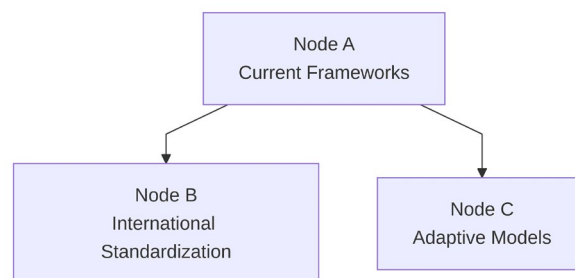 Node A
Current Frameworks
Node B
International
Standardization
Node C
Adaptive Models